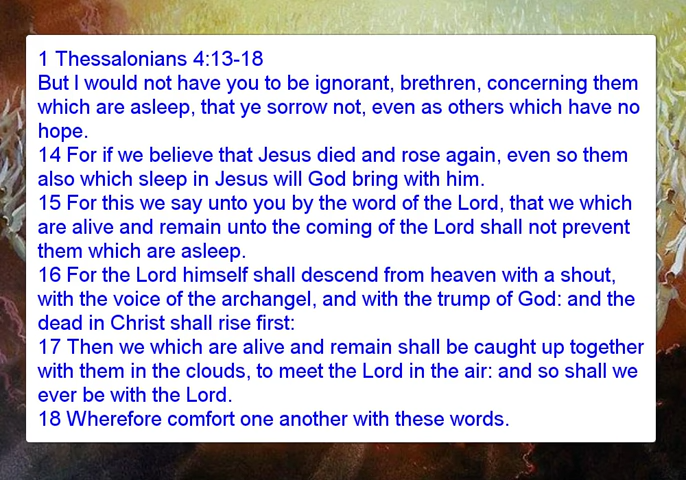 1 Thessalonians 4:13-18
But I would not have you to be ignorant, brethren, concerning them
which are asleep, that ye sorrow not, even as others which have no
hope.
14 For if we believe that Jesus died and rose again, even so them
also which sleep in Jesus will God bring with him.
15 For this we say unto you by the word of the Lord, that we which
are alive and remain unto the coming of the Lord shall not prevent
them which are asleep.
16 For the Lord himself shall descend from heaven with a shout,
with the voice of the archangel, and with the trump of God: and the
dead in Christ shall rise first:
17 Then we which are alive and remain shall be caught up together
with them in the clouds, to meet the Lord in the air: and so shall we
ever be with the Lord.
18 Wherefore comfort one another with these words.